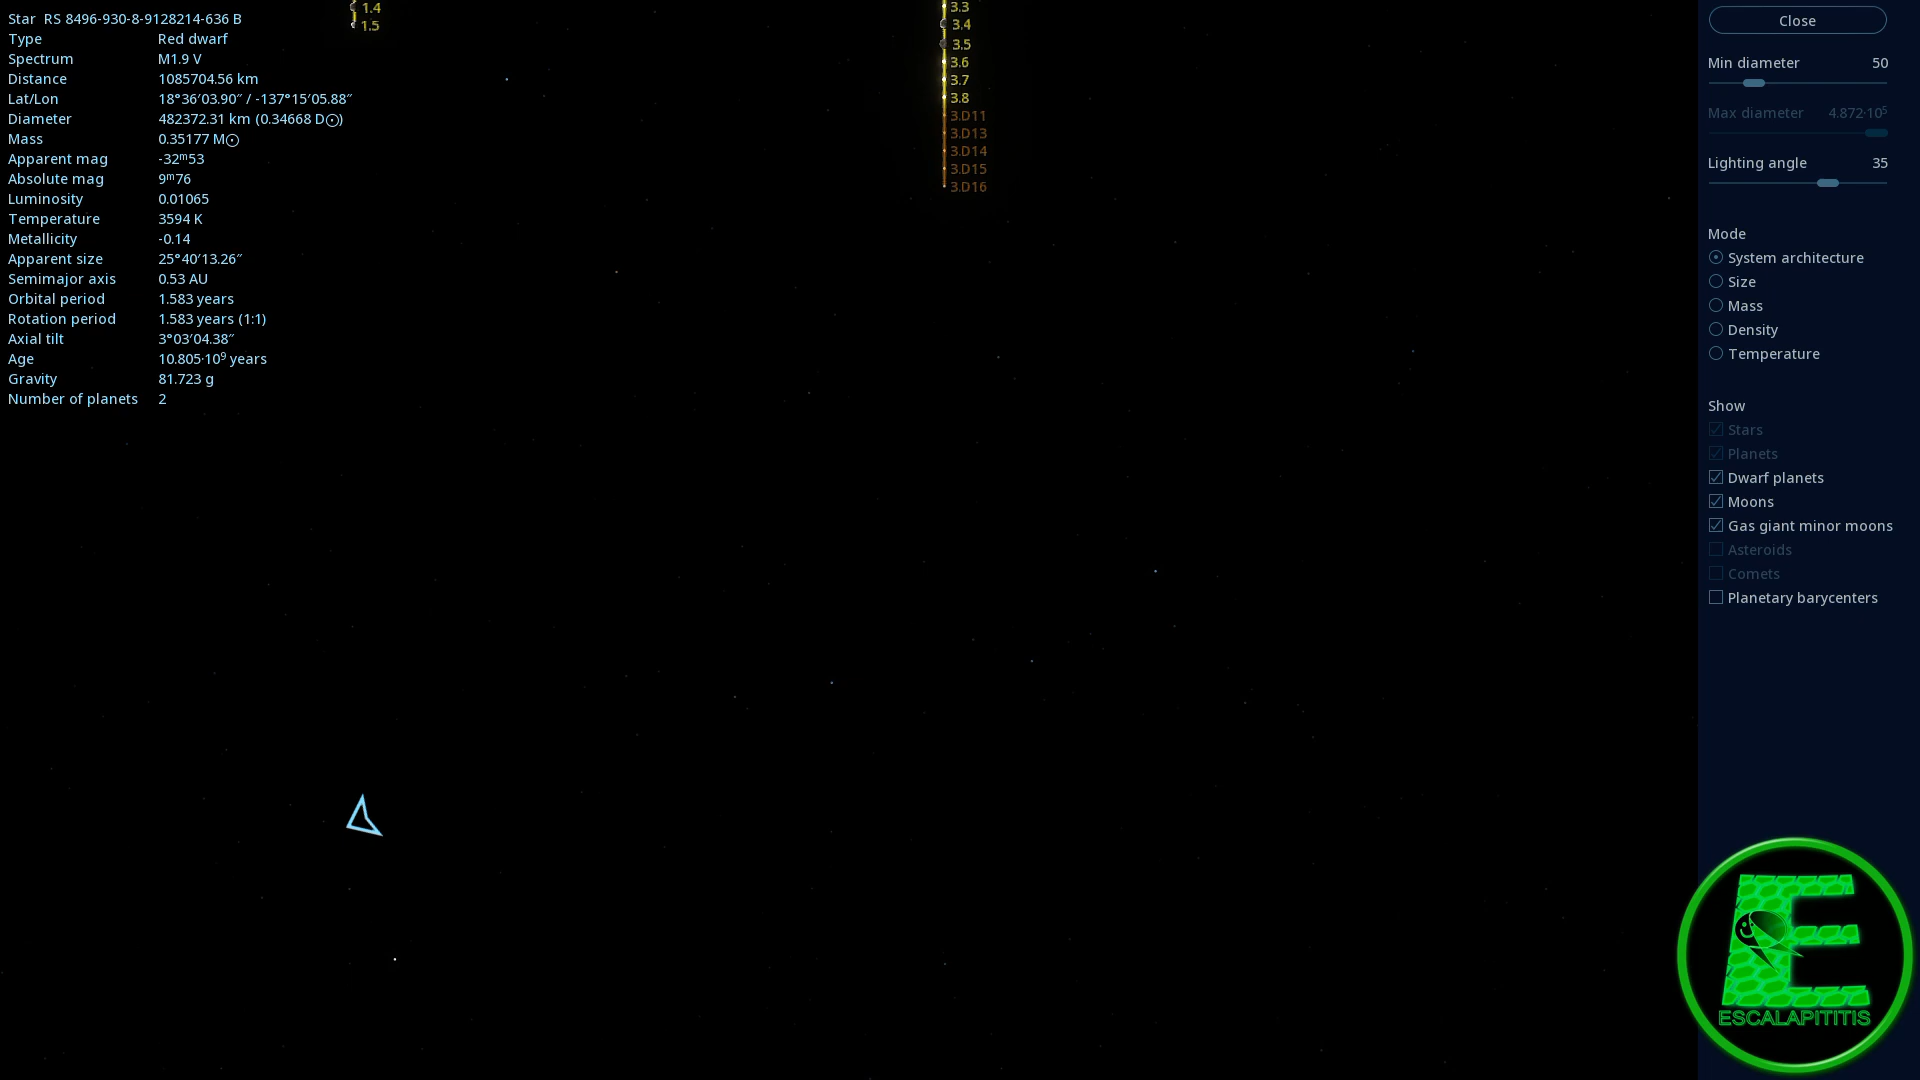 Star RS 8496-930-8-9128214-636 B
Type Red dwarf
Spectrum M1.9 V
Distance 1085704.56 km
Lat/Lon 18°36′03.90″ / -137°15′05.88″
Diameter 482372.31 km (0.34668 D☉)
Mass 0.35177 M☉
Apparent mag -32ᵐ53
Absolute mag 9ᵐ76
Luminosity 0.01065
Temperature 3594 K
Metallicity -0.14
Apparent size 25°40′13.26″
Semimajor axis 0.53 AU
Orbital period 1.583 years
Rotation period 1.583 years (1:1)
Axial tilt 3°03′04.38″
Age 10.805·10⁹ years
Gravity 81.723 g
Number of planets 2
1.4
1.5
3.3
3.4
3.5
3.6
3.7
3.8
3.D11
3.D13
3.D14
3.D15
3.D16
Close
Min diameter 50
Max diameter 4.872·10⁵
Lighting angle 35
Mode
System architecture
Size
Mass
Density
Temperature
Show
Stars
Planets
Dwarf planets
Moons
Gas giant minor moons
Asteroids
Comets
Planetary barycenters
E
ESCALAPITITIS